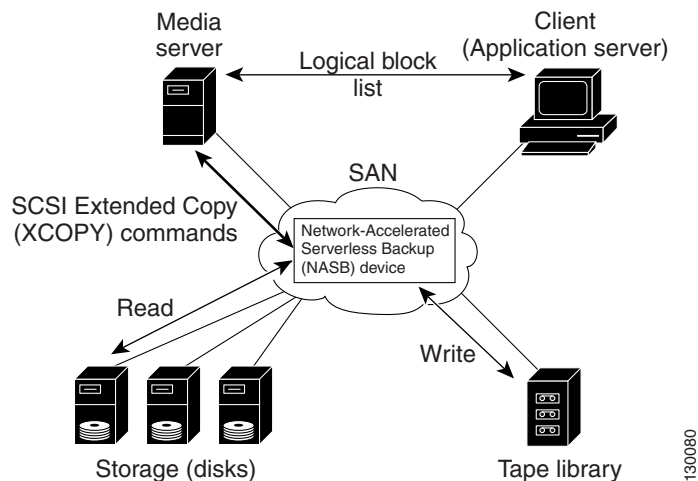 Media
server
Client
(Application server)
Logical block
list
SAN
SCSI Extended Copy
(XCOPY) commands
Network-Accelerated
Serverless Backup
(NASB) device
Read
Write
Storage (disks)
Tape library
130080